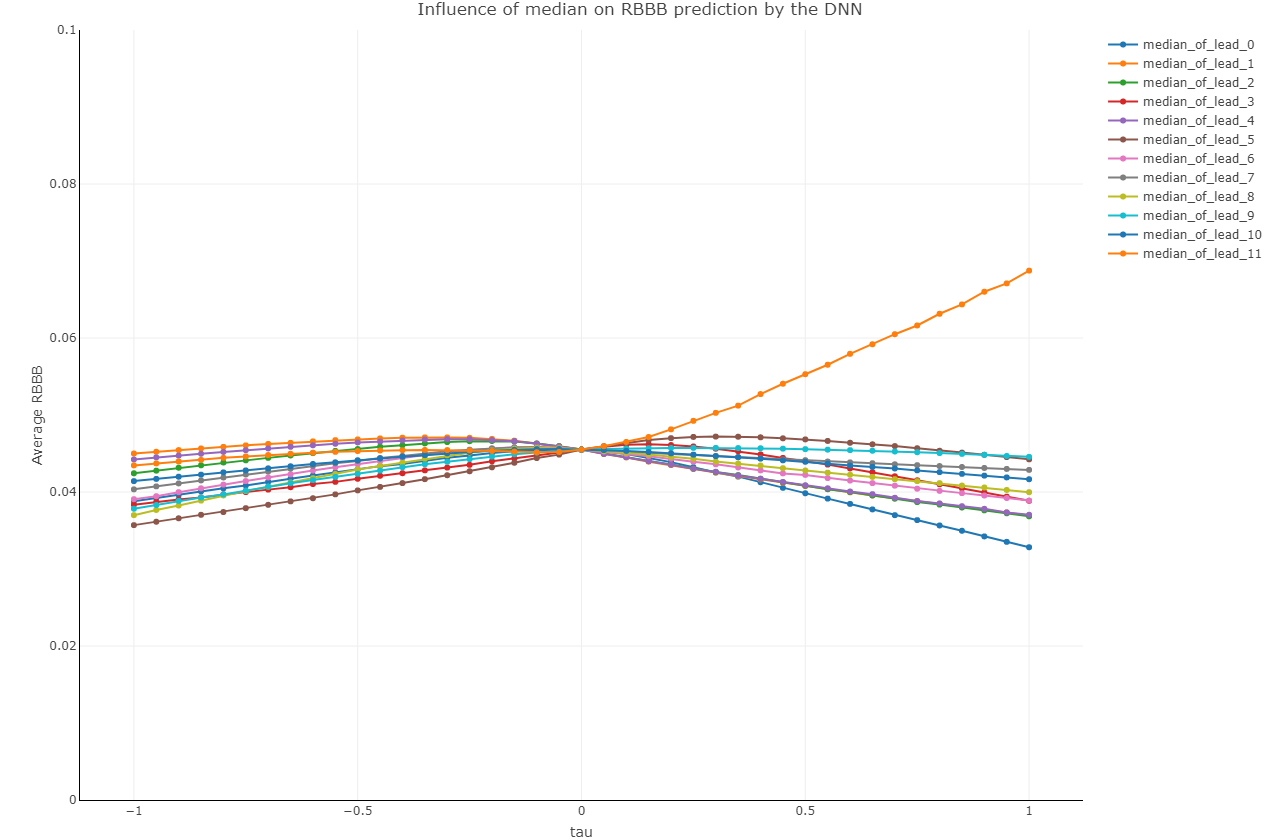 Influence of median on RBBB prediction by the DNN
0.1
0.08
0.06
0.04
0.02
0
Average RBBB
−1
−0.5
0
0.5
1
tau
median_of_lead_0
median_of_lead_1
median_of_lead_2
median_of_lead_3
median_of_lead_4
median_of_lead_5
median_of_lead_6
median_of_lead_7
median_of_lead_8
median_of_lead_9
median_of_lead_10
median_of_lead_11